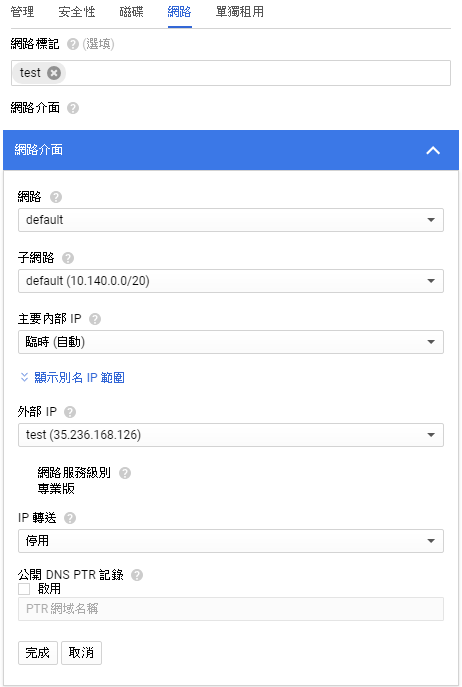 管理 安全性 磁碟 網路 單獨租用
網路標記 (選填)
test
網路介面
網路介面
網路
default
子網路
default (10.140.0.0/20)
主要內部 IP
臨時 (自動)
顯示別名 IP 範圍
外部 IP
test (35.236.168.126)
網路服務級別
專業版
IP 轉送
停用
公開 DNS PTR 記錄
啟用
PTR 網域名稱
完成 取消